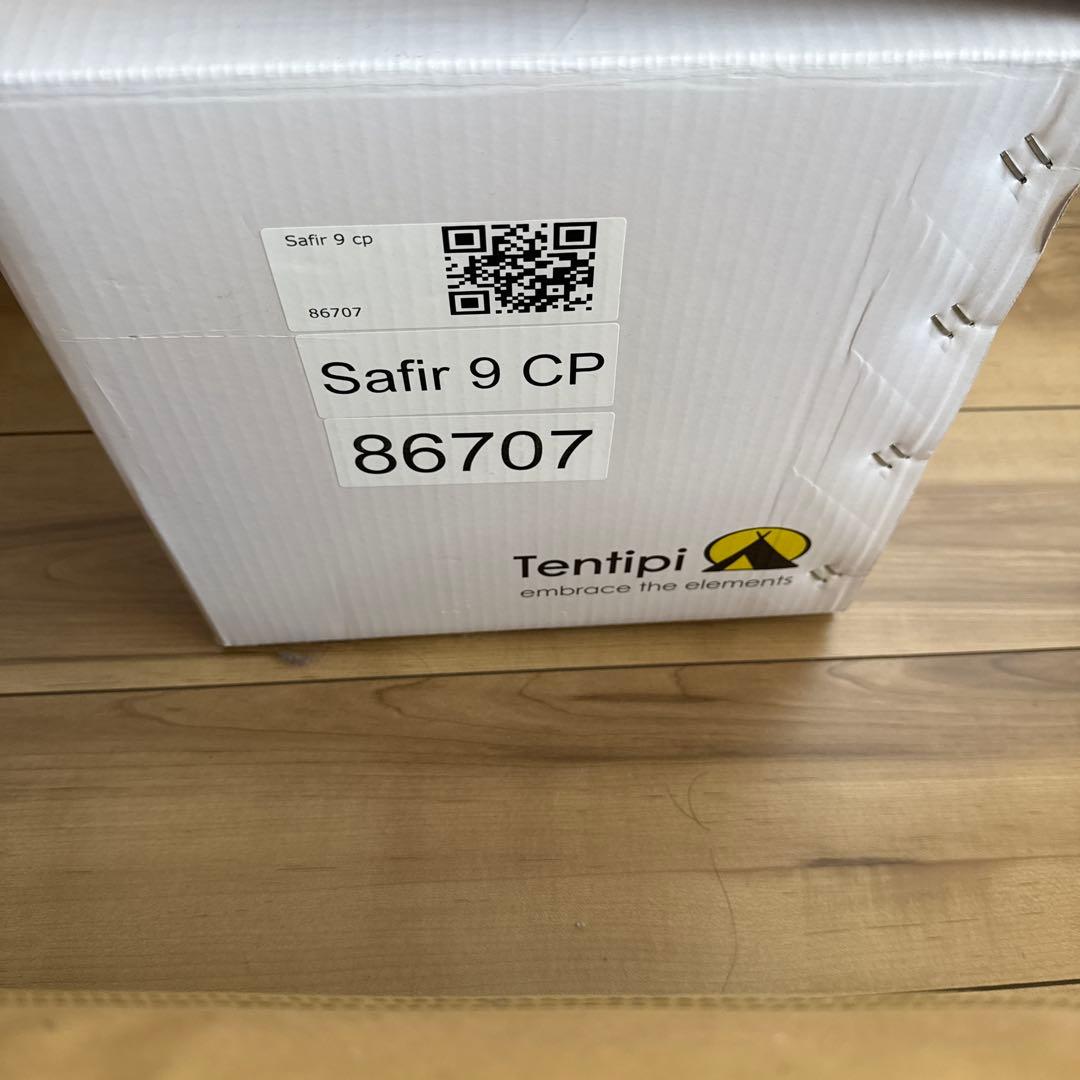 Safir 9 cp
86707
Safir 9 CP
86707
Tentipi
embrace the elements